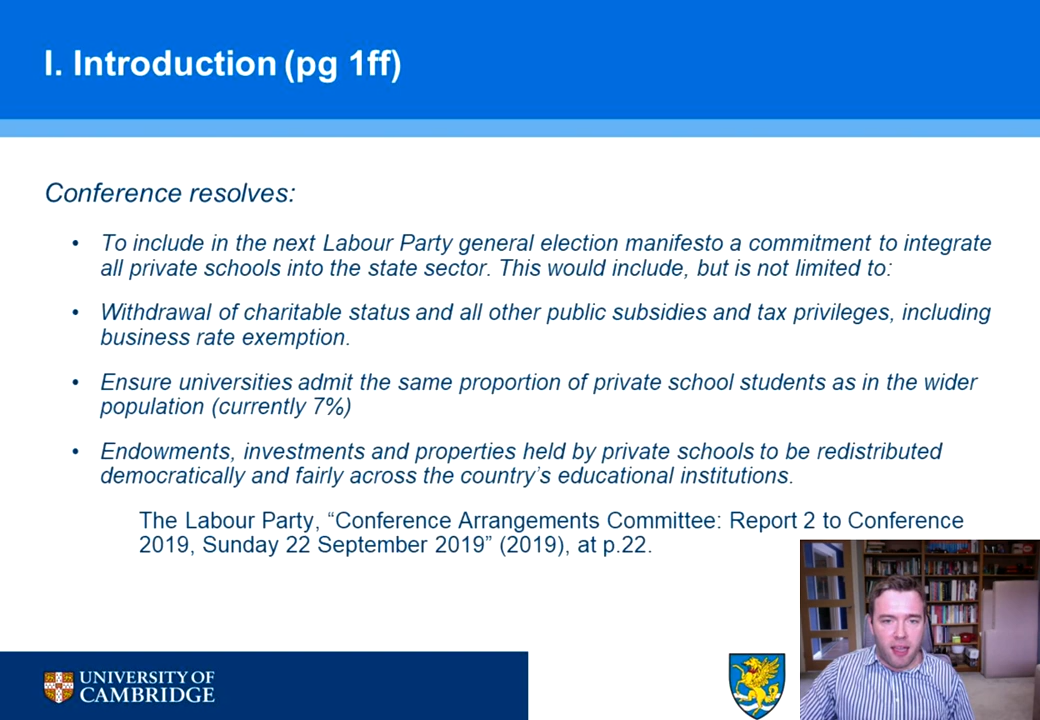 I. Introduction (pg 1ff)
Conference resolves:
• To include in the next Labour Party general election manifesto a commitment to integrate
all private schools into the state sector. This would include, but is not limited to:
• Withdrawal of charitable status and all other public subsidies and tax privileges, including
business rate exemption.
• Ensure universities admit the same proportion of private school students as in the wider
population (currently 7%)
• Endowments, investments and properties held by private schools to be redistributed
democratically and fairly across the country’s educational institutions.
The Labour Party, “Conference Arrangements Committee: Report 2 to Conference
2019, Sunday 22 September 2019” (2019), at p.22.
UNIVERSITY OF
CAMBRIDGE